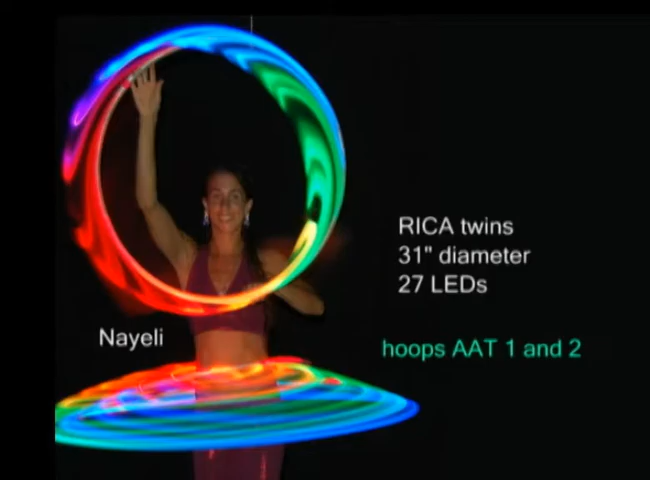 RICA twins
31" diameter
27 LEDs
Nayeli
hoops AAT 1 and 2